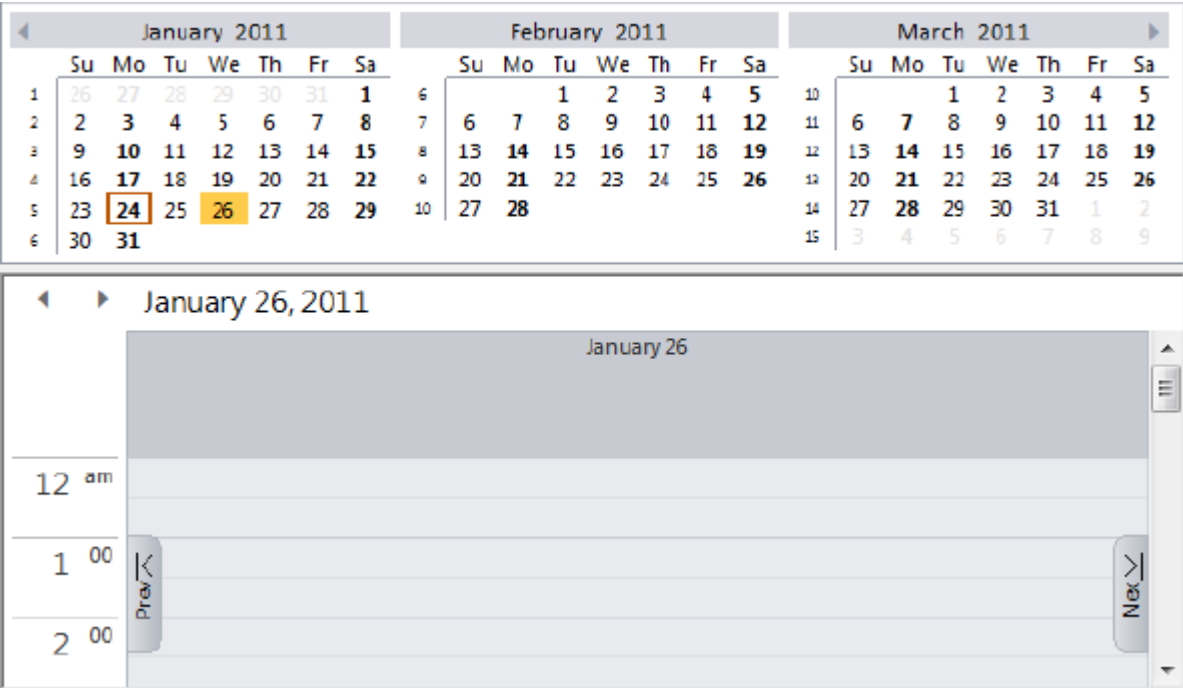 January 2011 February 2011 March 2011
Su Mo Tu We Th Fr Sa Su Mo Tu We Th Fr Sa Su Mo Tu We Th Fr Sa
1 26 27 28 29 30 31 1 6 1 2 3 4 5 10 1 2 3 4 5
2 2 3 4 5 6 7 8 7 6 7 8 9 10 11 12 11 6 7 8 9 10 11 12
3 9 10 11 12 13 14 15 8 13 14 15 16 17 18 19 12 13 14 15 16 17 18 19
4 16 17 18 19 20 21 22 9 20 21 22 23 24 25 26 13 20 21 22 23 24 25 26
5 23 24 25 26 27 28 29 10 27 28 14 27 28 29 30 31 1 2
6 30 31 15 3 4 5 6 7 8 9
January 26, 2011
January 26
12 am
1 00
Prev
Nex
2 00